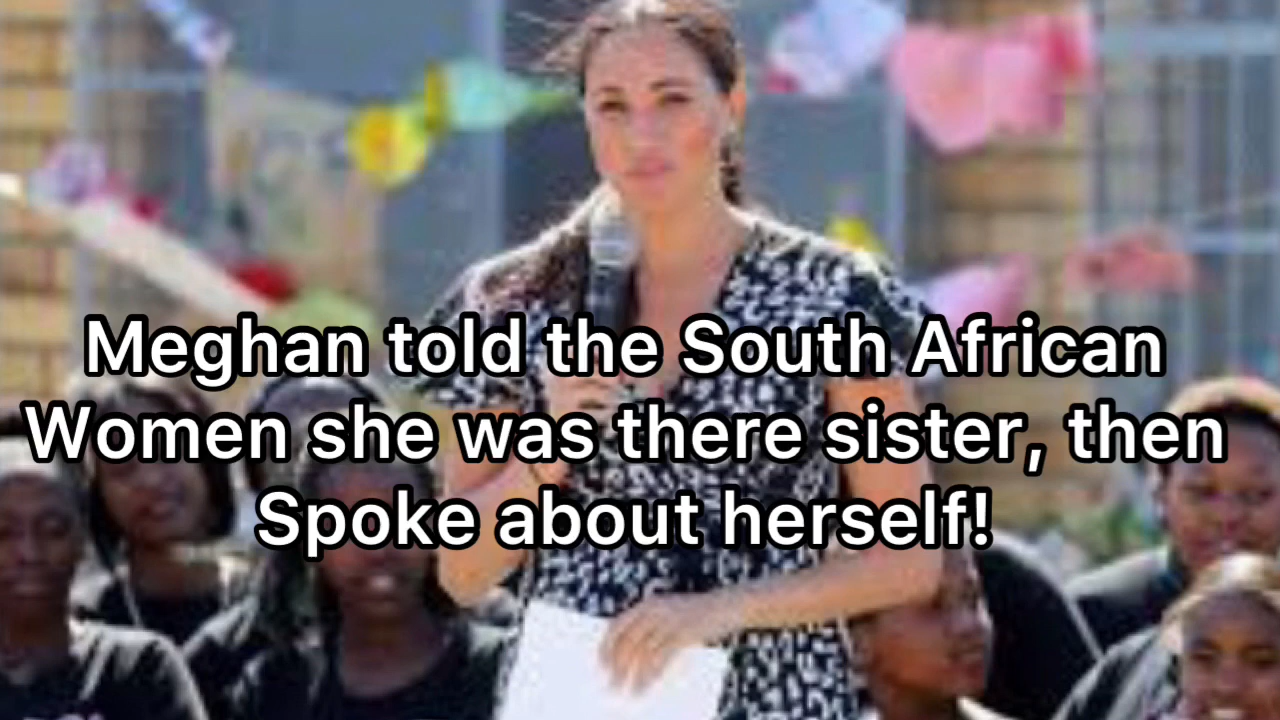 Meghan told the South African
Women she was there sister, then
Spoke about herself!